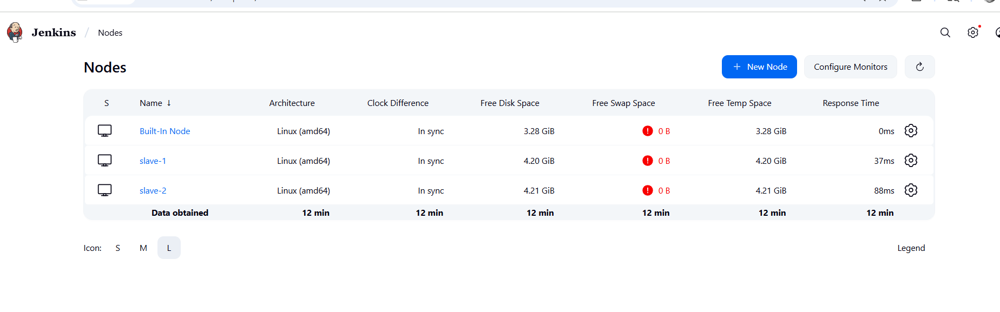 Jenkins / Nodes
Nodes
+ New Node Configure Monitors
S Name ↓ Architecture Clock Difference Free Disk Space Free Swap Space Free Temp Space Response Time
Built-In Node Linux (amd64) In sync 3.28 GiB 0 B 3.28 GiB 0ms
slave-1 Linux (amd64) In sync 4.20 GiB 0 B 4.20 GiB 37ms
slave-2 Linux (amd64) In sync 4.21 GiB 0 B 4.21 GiB 88ms
Data obtained 12 min 12 min 12 min 12 min 12 min 12 min
Icon: S M L Legend